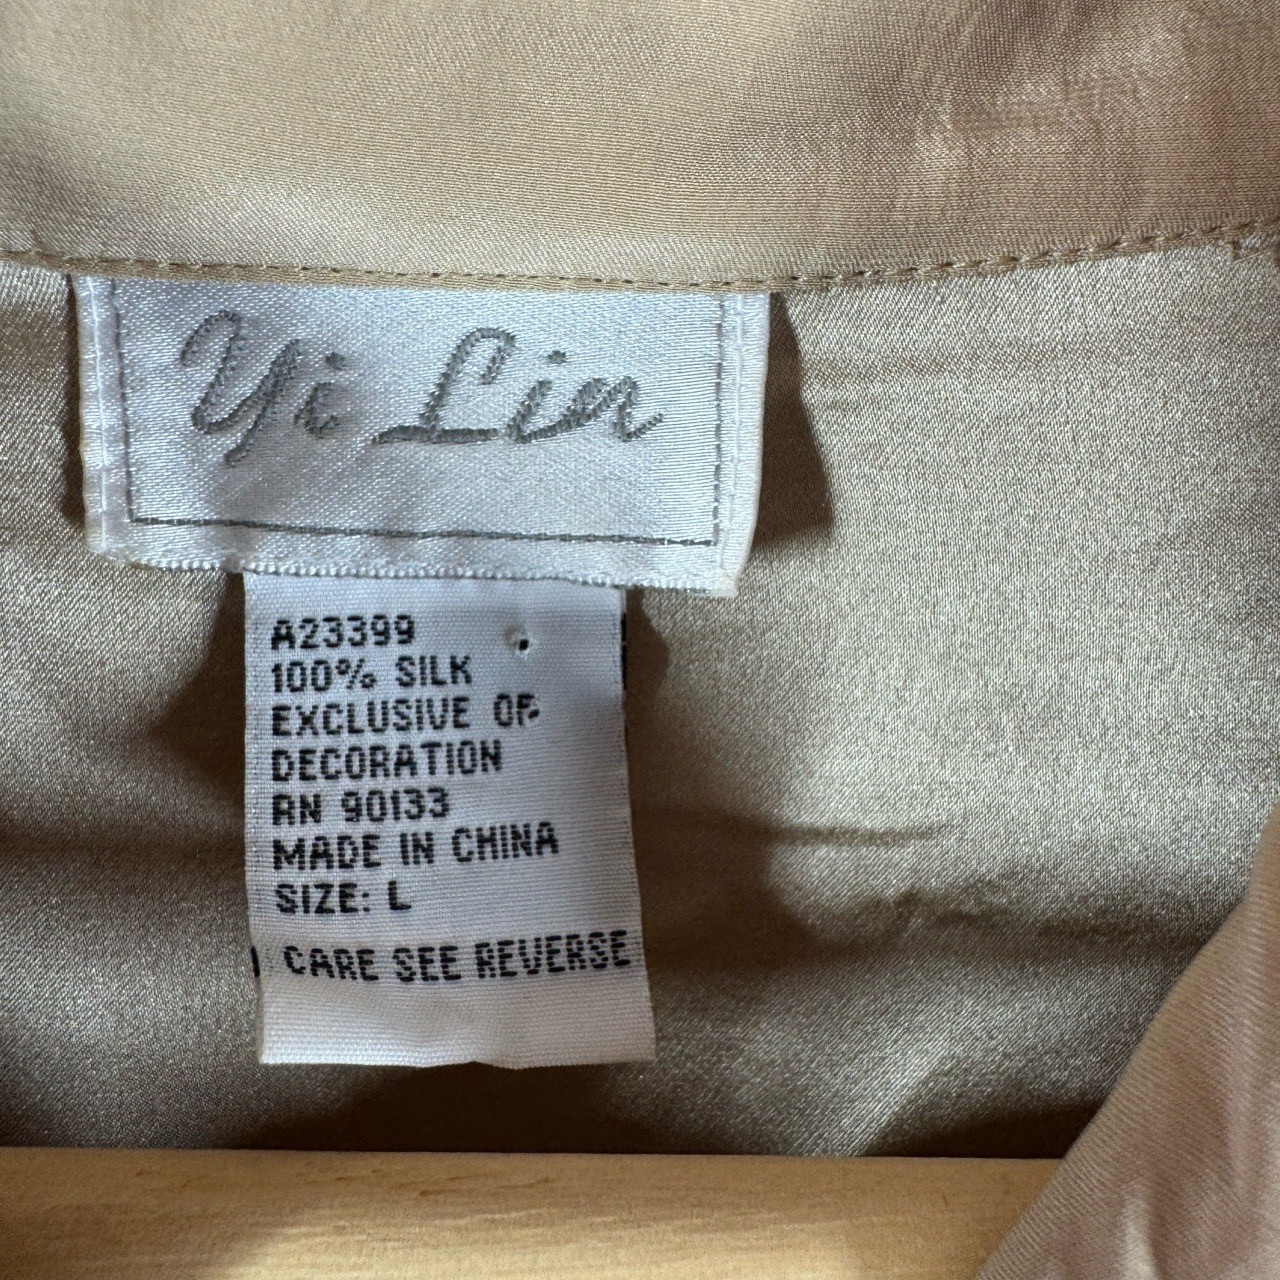 Yi Lin
A23399
100% SILK
EXCLUSIVE OF
DECORATION
RN 90133
MADE IN CHINA
SIZE: L
CARE SEE REVERSE